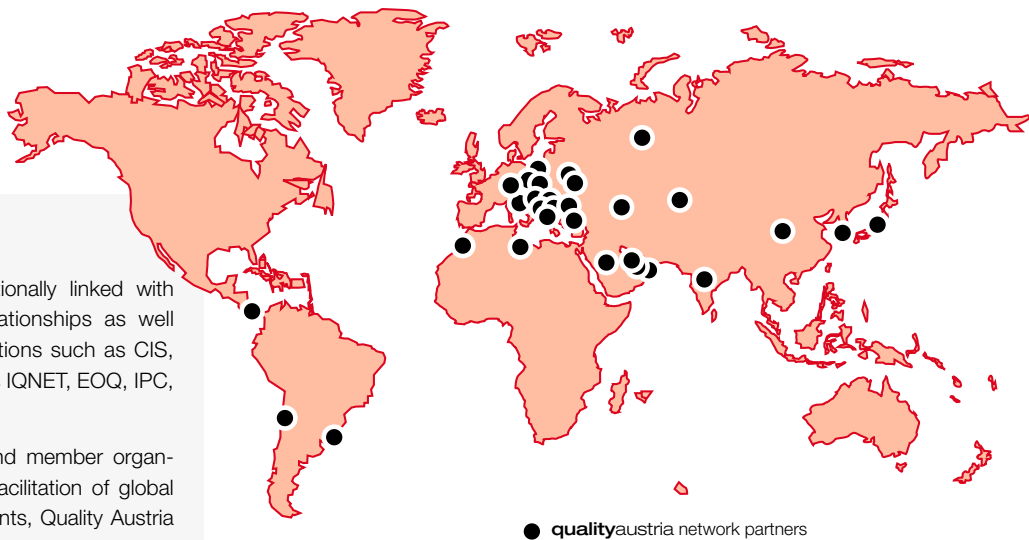 tionally linked with
ationships as well
tions such as CIS,
IQNET, EOQ, IPC,
nd member organ-
acilitation of global
nts, Quality Austria
qualityaustria network partners